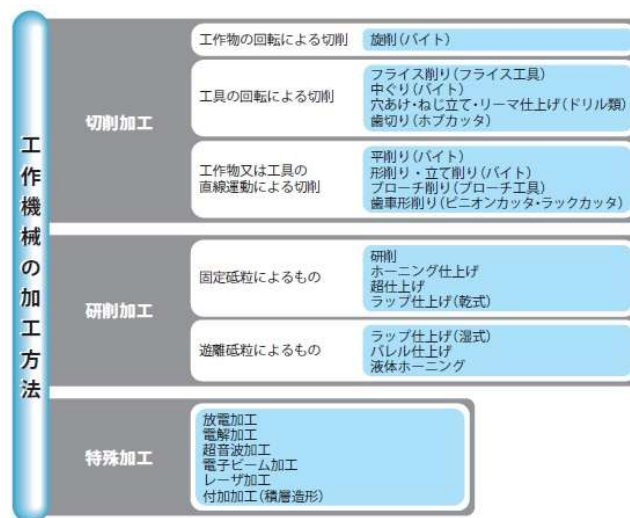 工作機械の加工方法
切削加工
工作物の回転による切削
旋削(バイト)
工具の回転による切削
フライス削り(フライス工具)
中ぐり(バイト)
穴あけ・ねじ立て・リーマ仕上げ(ドリル類)
歯切り(ホブカッタ)
工作物又は工具の
直線運動による切削
平削り(バイト)
形削り・立て削り(バイト)
ブローチ削り(ブローチ工具)
歯車形削り(ピニオンカッタ・ラックカッタ)
研削加工
固定砥粒によるもの
研削
ホーニング仕上げ
超仕上げ
ラップ仕上げ(乾式)
遊離砥粒によるもの
ラップ仕上げ(湿式)
バレル仕上げ
液体ホーニング
特殊加工
放電加工
電解加工
超音波加工
電子ビーム加工
レーザ加工
付加加工(積層造形)